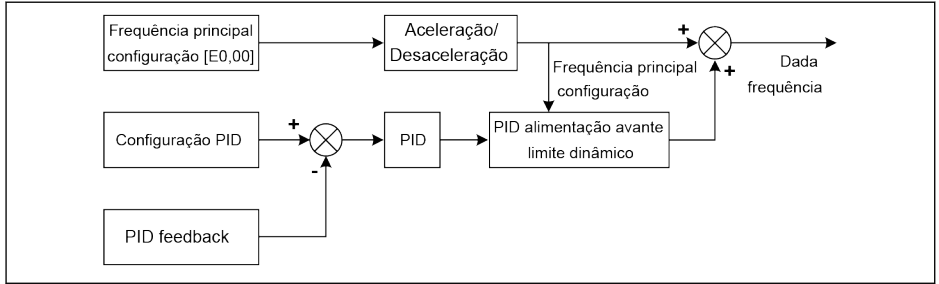 Frequência principal
configuração [E0,00]
Aceleração/
Desaceleração
+
+
Frequência principal
configuração
Dada
frequência
Configuração PID
+
-
PID
PID alimentação avante
limite dinâmico
PID feedback